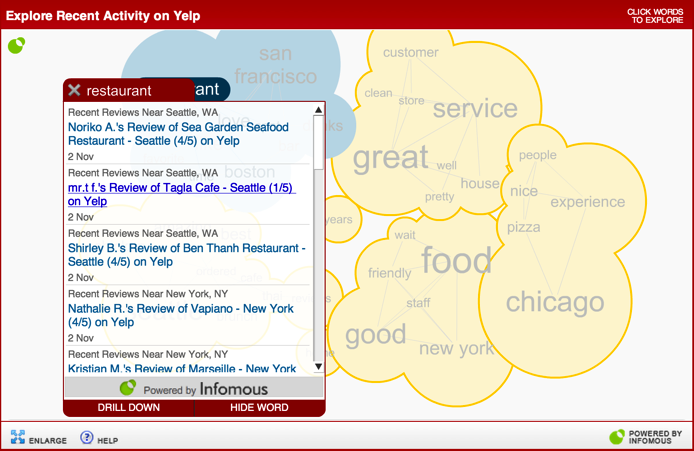 Explore Recent Activity on Yelp
CLICK WORDS
TO EXPLORE
san
francisco
restaurant
ant
Recent Reviews Near Seattle, WA
Noriko A.'s Review of Sea Garden Seafood
Restaurant - Seattle (4/5) on Yelp
2 Nov
Recent Reviews Near Seattle, WA
mr.t f.'s Review of Tagla Cafe - Seattle (1/5)
on Yelp
2 Nov
Recent Reviews Near Seattle, WA
Shirley B.'s Review of Ben Thanh Restaurant -
Seattle (4/5) on Yelp
2 Nov
Recent Reviews Near New York, NY
Nathalie R.'s Review of Vapiano - New York
(4/5) on Yelp
2 Nov
Recent Reviews Near New York, NY
Kristian M.'s Review of Marseille - New York
Powered by Infomous
DRILL DOWN
HIDE WORD
love
boston
ks
years
customer
clean
store
service
great
well
house
pretty
people
nice
experience
pizza
chicago
wait
food
friendly
staff
good
new york
ENLARGE
HELP
POWERED BY
INFOMOUS